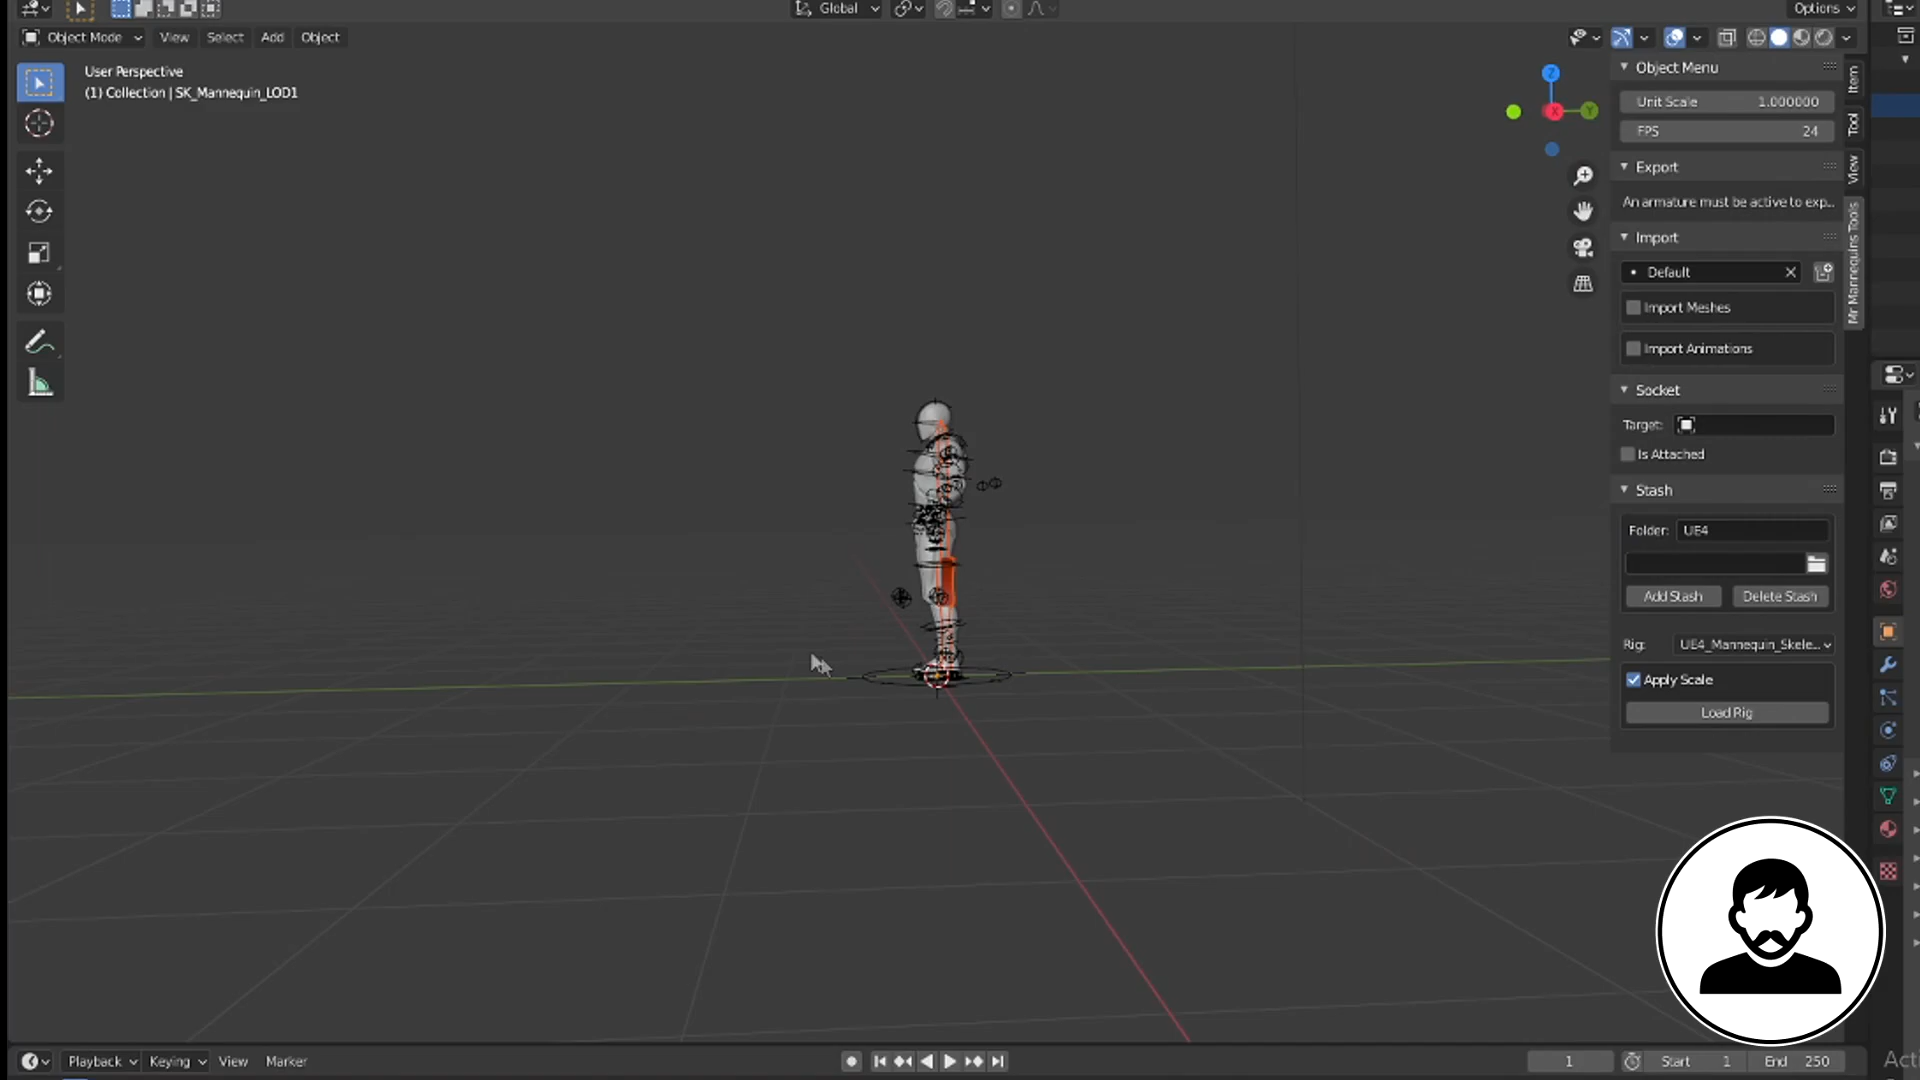 Global
Options
Object Mode View Select Add Object
User Perspective
(1) Collection | SK_Mannequin_LOD1
Z
X
Y
Object Menu
Unit Scale 1.000000
FPS 24
Export
An armature must be active to exp...
Import
Default
Import Meshes
Import Animations
Socket
Target:
Is Attached
Stash
Folder: UE4
Add Stash Delete Stash
Rig: UE4_Mannequin_Skele...
Apply Scale
Load Rig
Item
Tool
View
Mr Mannequins Tools
Playback Keying View Marker
1 Start 1 End 250